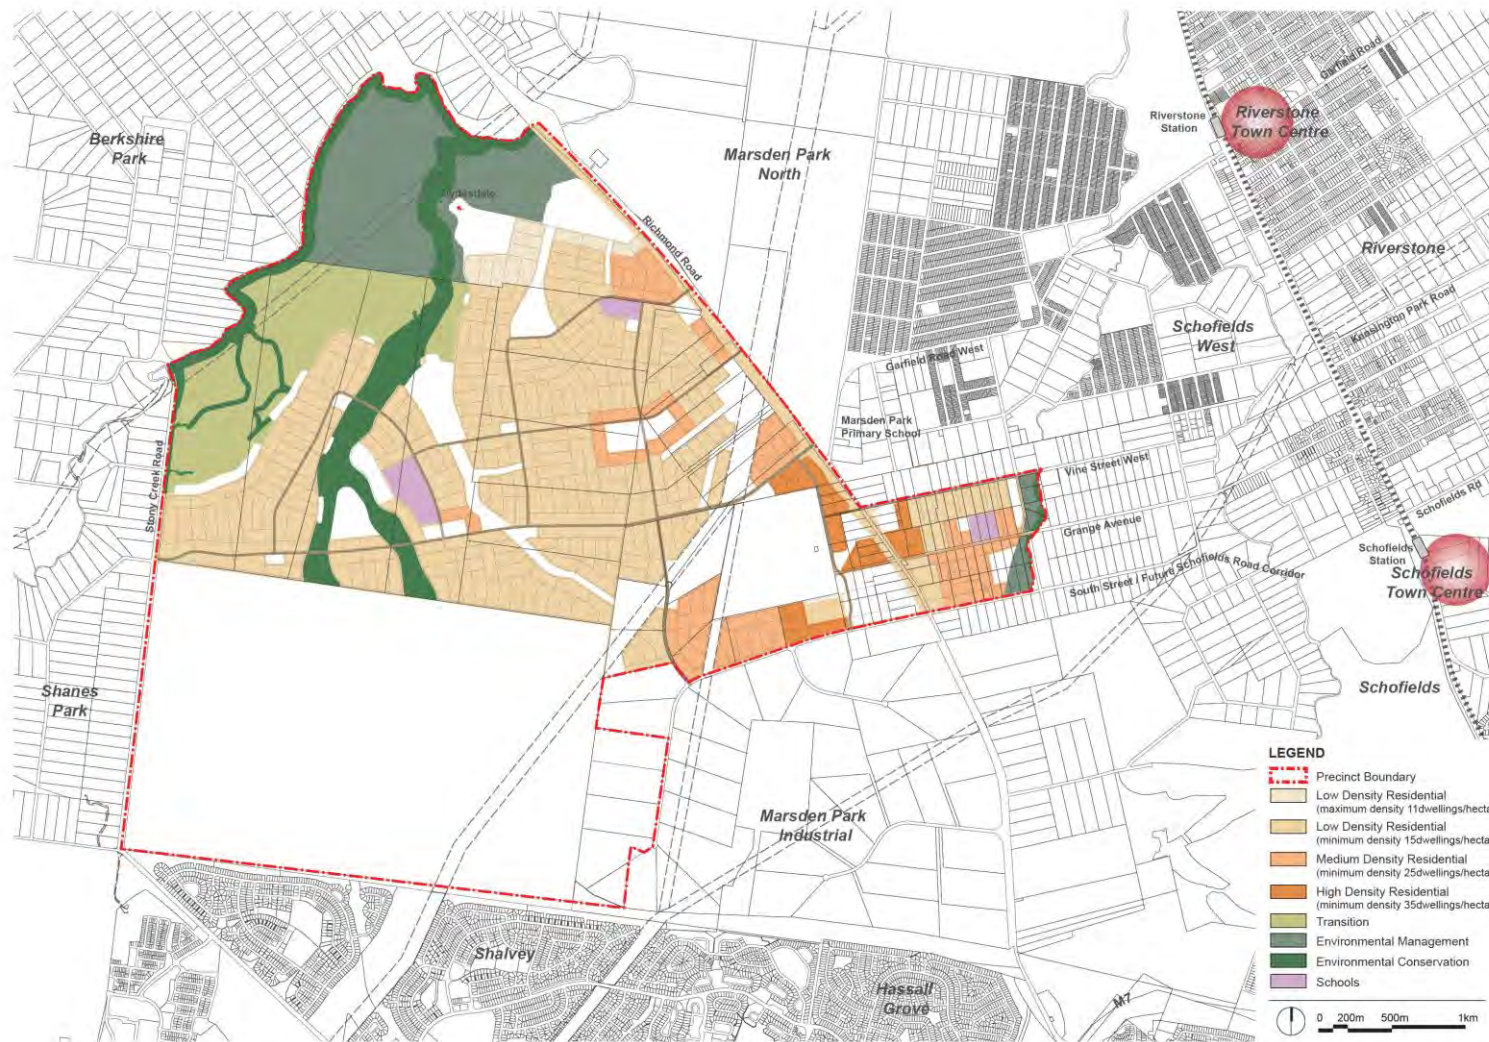 Garfield Road
Riverstone
Station
Riverstone
Town Centre
Berkshire
Park
Marsden Park
North
Richmond Road
Riverstone
Kensington Park Road
Schofields
West
Garfield Road West
Marsden Park
Primary School
Stony Creek Road
Vine Street West
Schofields Rd
Grange Avenue
Schofields
Station
Schofields
Town Centre
South Street / Future Schofields Road Corridor
Shanes
Park
Schofields
Marsden Park
Industrial
Shalvey
Hassall
Grove
M7
LEGEND
Precinct Boundary
Low Density Residential
(maximum density 11dwellings/hecta
Low Density Residential
(minimum density 15dwellings/hecta
Medium Density Residential
(minimum density 25dwellings/hecta
High Density Residential
(minimum density 35dwellings/hecta
Transition
Environmental Management
Environmental Conservation
Schools
0 200m 500m 1km